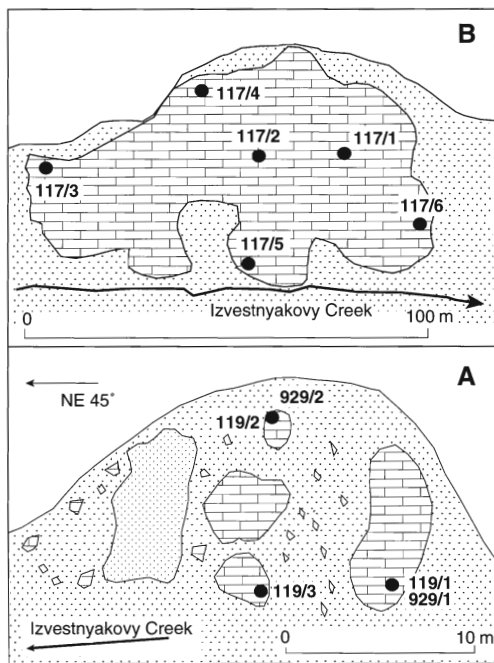 B
117/4
117/2
117/1
117/3
117/6
117/5
Izvestnyakovy Creek
0
100 m
A
NE 45°
929/2
119/2
119/3
119/1
929/1
Izvestnyakovy Creek
0
10 m